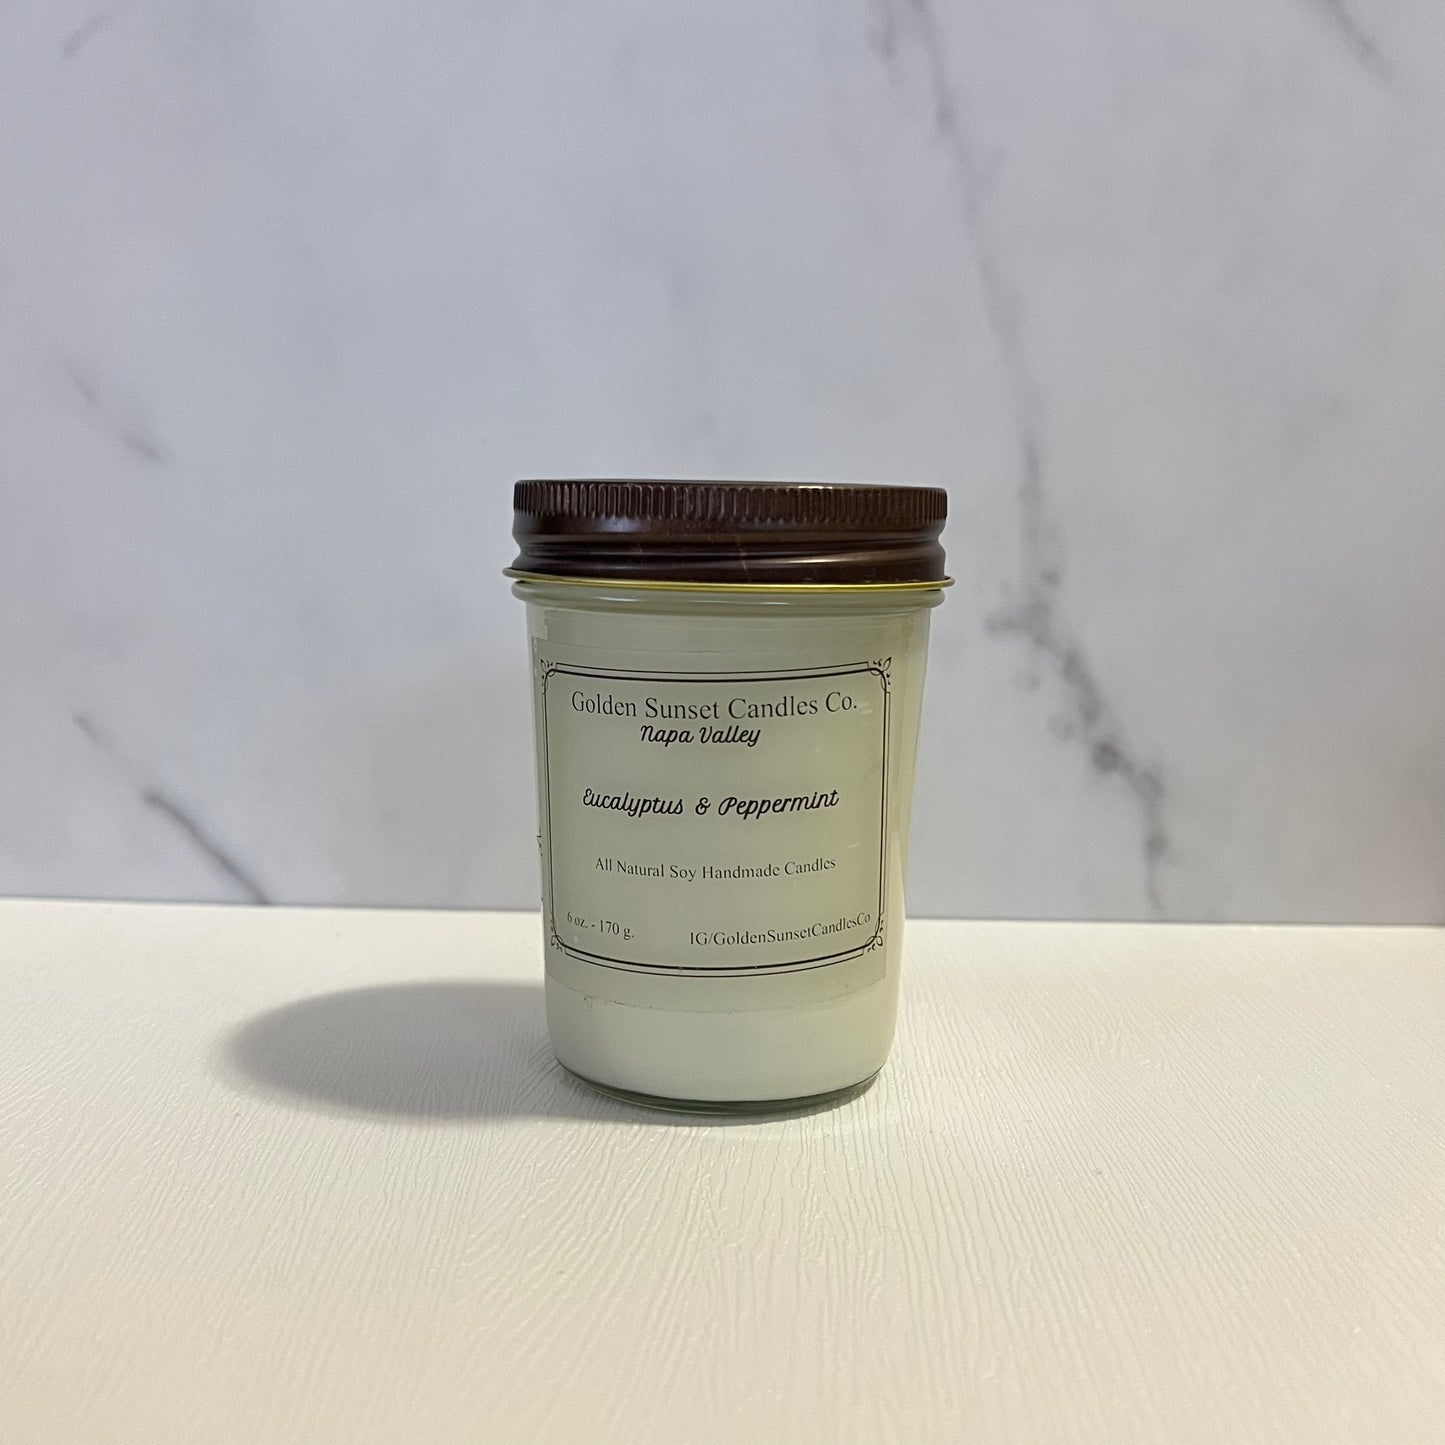 Golden Sunset Candles Co.
Napa Valley
Eucalyptus & Peppermint
All Natural Soy Handmade Candles
6 oz. - 170 g.
IG/GoldenSunsetCandlesCo